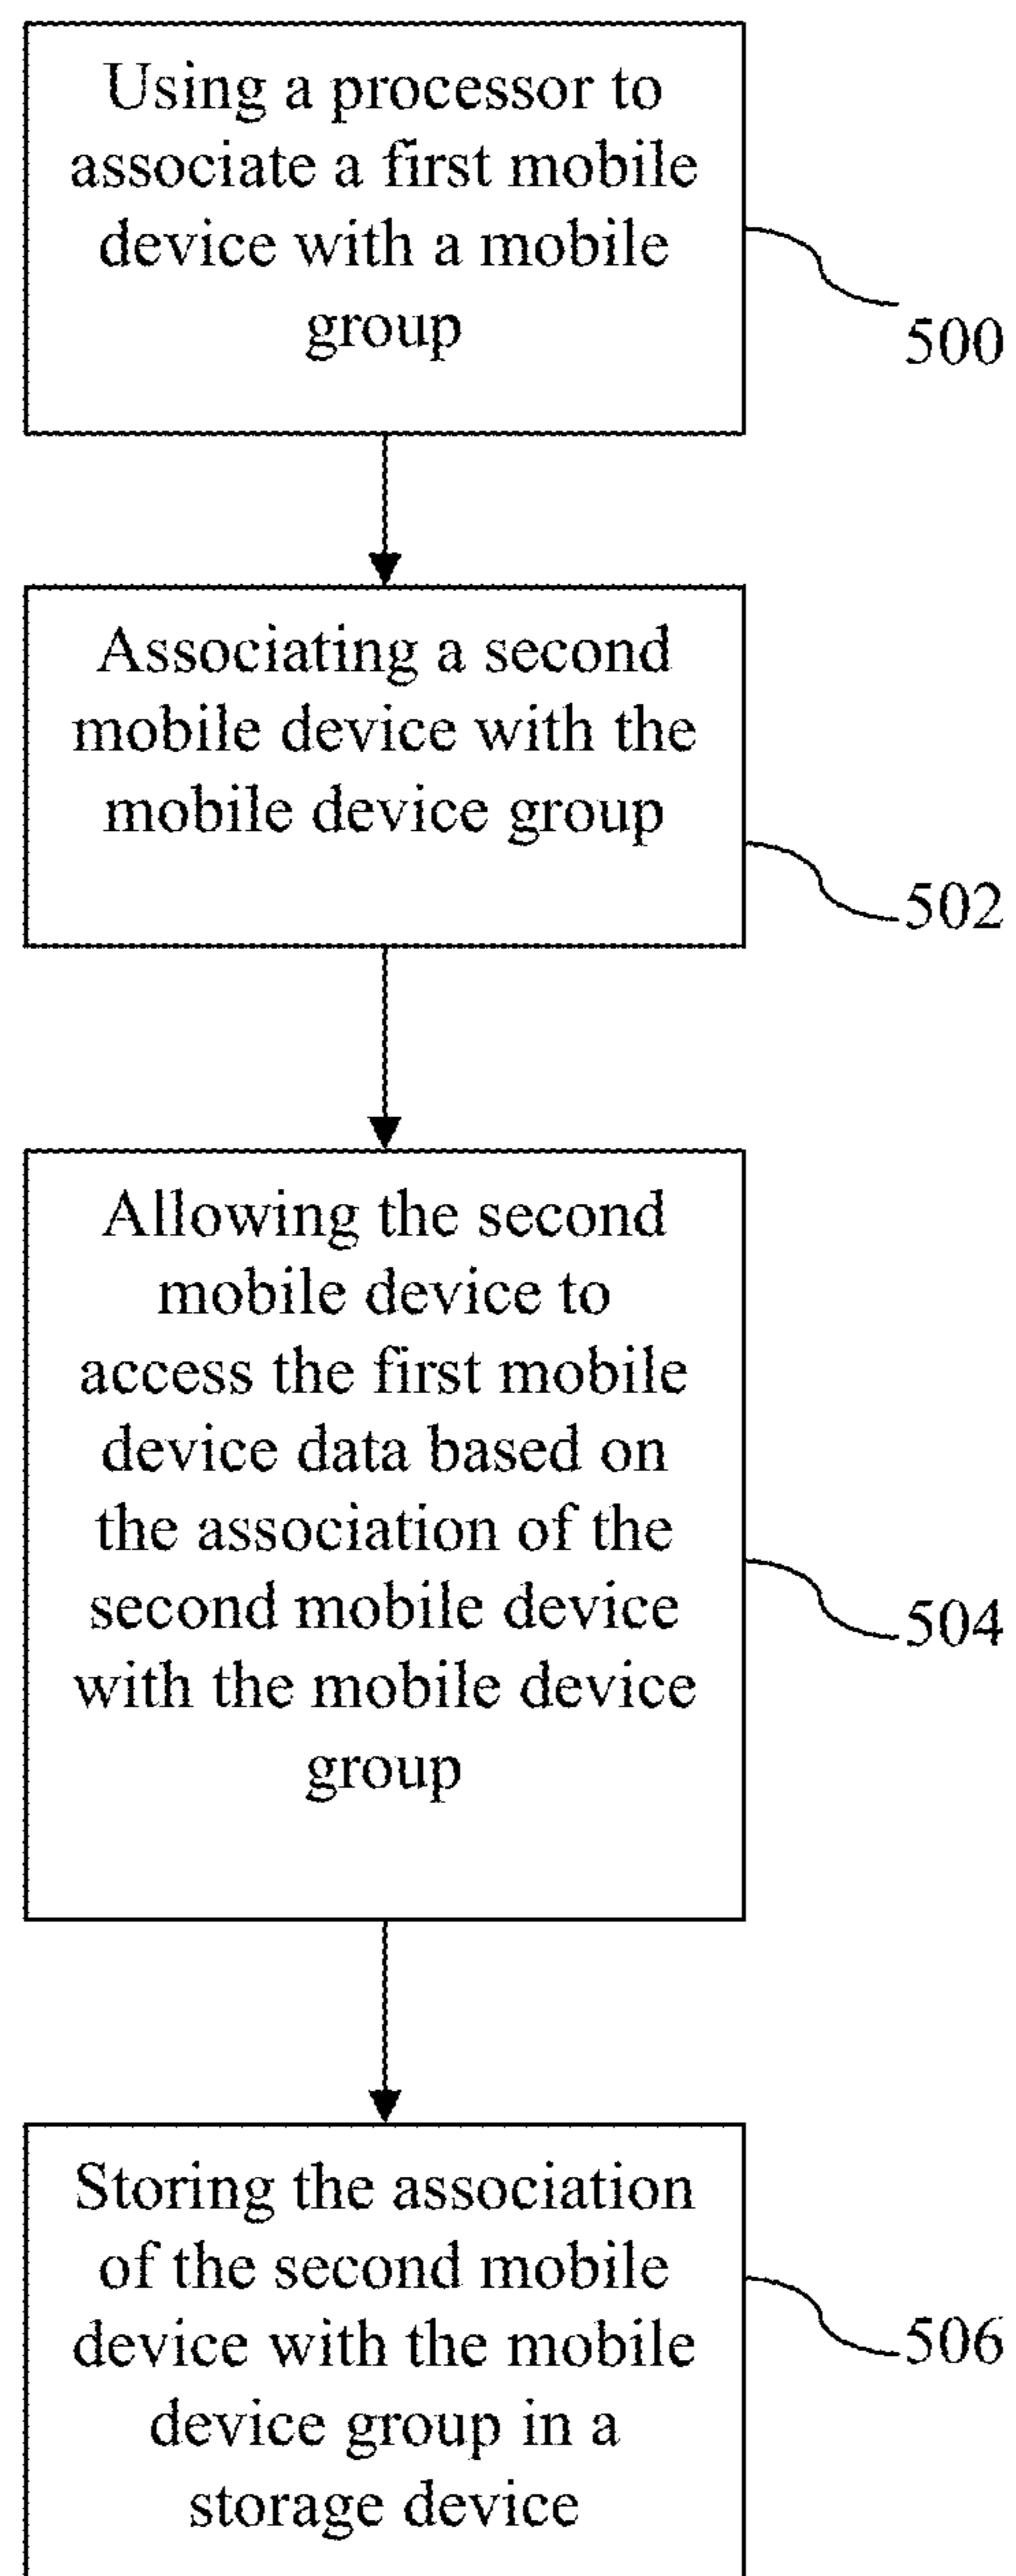 Using a processor to
associate a first mobile
device with a mobile
group
500
Associating a second
mobile device with the
mobile device group
502
Allowing the second
mobile device to
access the first mobile
device data based on
the association of the
second mobile device
with the mobile device
group
504
Storing the association
of the second mobile
device with the mobile
device group in a
storage device
506